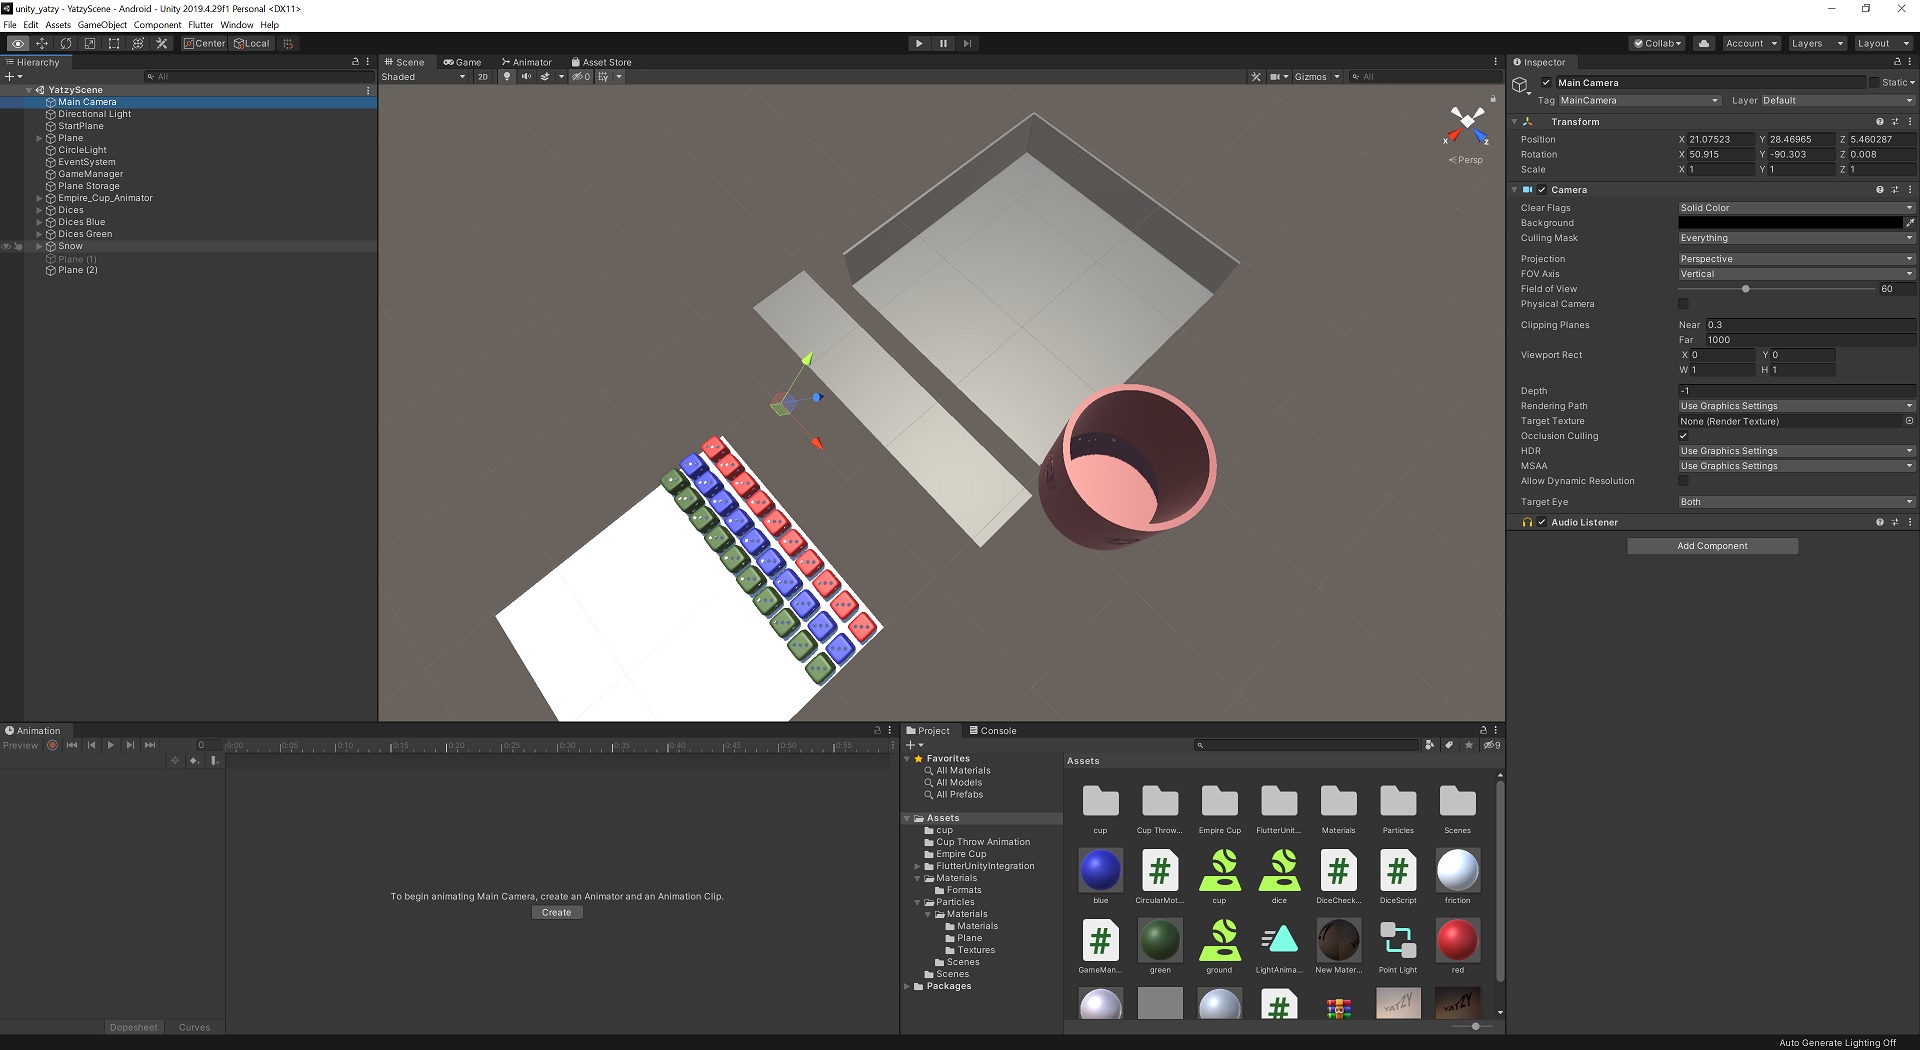 unity_yatzy - YatzyScene - Android - Unity 2019.4.29f1 Personal <DX11>
File Edit Assets GameObject Component Flutter Window Help
Center Local Collab Account Layers Layout
Hierarchy
All
YatzyScene
Main Camera
Directional Light
StartPlane
Plane
CircleLight
EventSystem
GameManager
Plane Storage
Empire_Cup_Animator
Dices
Dices Blue
Dices Green
Snow
Plane (1)
Plane (2)
Scene Game Animator Asset Store
Shaded 2D 0 Gizmos All
x z
Persp
Inspector
Main Camera Static
Tag MainCamera Layer Default
Transform
Position X 21.07523 Y 28.46965 Z 5.460287
Rotation X 50.915 Y -90.303 Z 0.008
Scale X 1 Y 1 Z 1
Camera
Clear Flags Solid Color
Background
Culling Mask Everything
Projection Perspective
FOV Axis Vertical
Field of View 60
Physical Camera
Clipping Planes Near 0.3
Far 1000
Viewport Rect X 0 Y 0
W 1 H 1
Depth -1
Rendering Path Use Graphics Settings
Target Texture None (Render Texture)
Occlusion Culling
HDR Use Graphics Settings
MSAA Use Graphics Settings
Allow Dynamic Resolution
Target Eye Both
Audio Listener
Add Component
Animation
Preview 0 0:00 0:05 0:10 0:15 0:20 0:25 0:30 0:35 0:40 0:45 0:50 0:55
To begin animating Main Camera, create an Animator and an Animation Clip.
Create
Dopesheet Curves
Project Console
9
Favorites
All Materials
All Models
All Prefabs
Assets
cup
Cup Throw Animation
Empire Cup
FlutterUnityIntegration
Materials
Formats
Particles
Materials
Materials
Plane
Textures
Scenes
Scenes
Packages
Assets
cup Cup Throw... Empire Cup FlutterUnit... Materials Particles Scenes
blue CircularMot... cup dice DiceCheck... DiceScript friction
GameMan... green ground LightAnima... New Mater... Point Light red
YATZY YATZY
Auto Generate Lighting Off